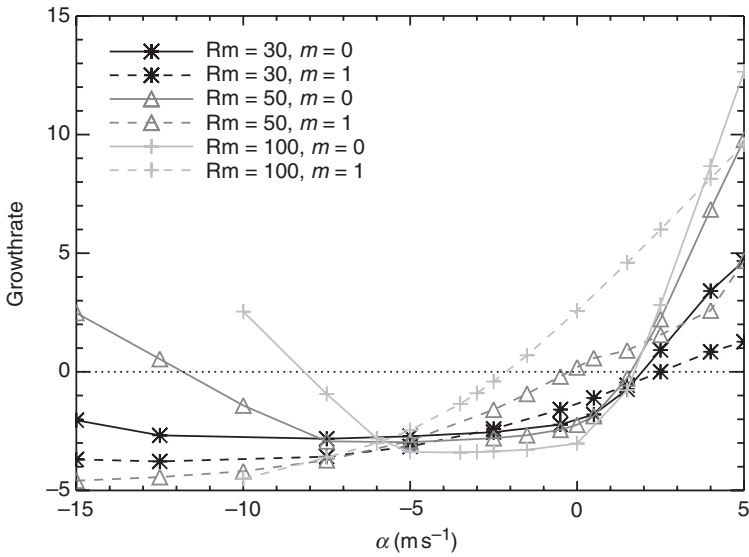 15
10
5
0
−5
Growthrate
Rm = 30, m = 0
Rm = 30, m = 1
Rm = 50, m = 0
Rm = 50, m = 1
Rm = 100, m = 0
Rm = 100, m = 1
−15 −10 −5 0 5
α (m s⁻¹)